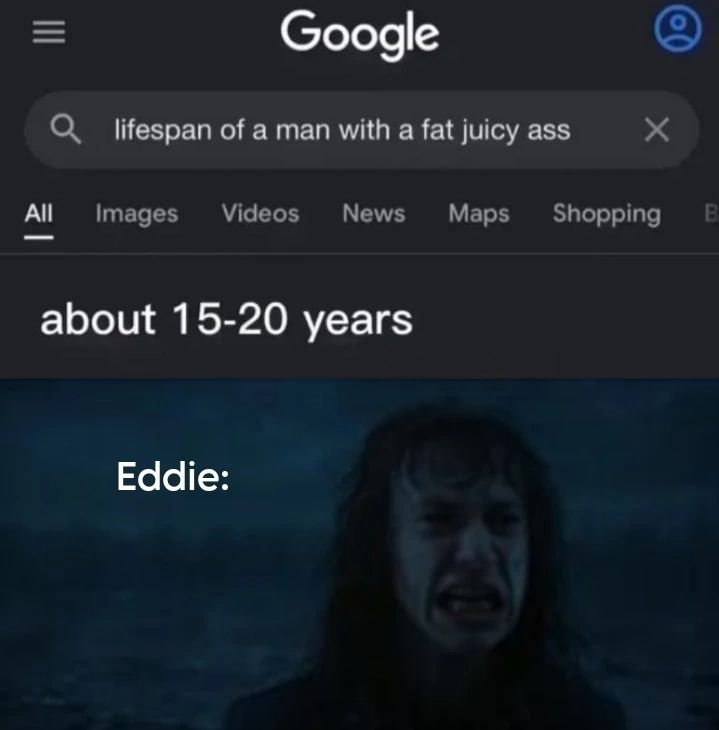 Google
lifespan of a man with a fat juicy ass
All Images Videos News Maps Shopping
about 15-20 years
Eddie: